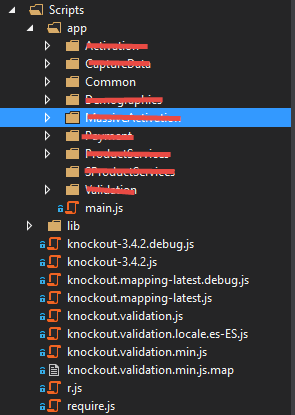 Scripts
app
Activation
CaptureData
Common
Demographics
MassiveActivation
Payment
ProductServices
SProductServices
Validation
main.js
lib
knockout-3.4.2.debug.js
knockout-3.4.2.js
knockout.mapping-latest.debug.js
knockout.mapping-latest.js
knockout.validation.js
knockout.validation.locale.es-ES.js
knockout.validation.min.js
knockout.validation.min.js.map
r.js
require.js